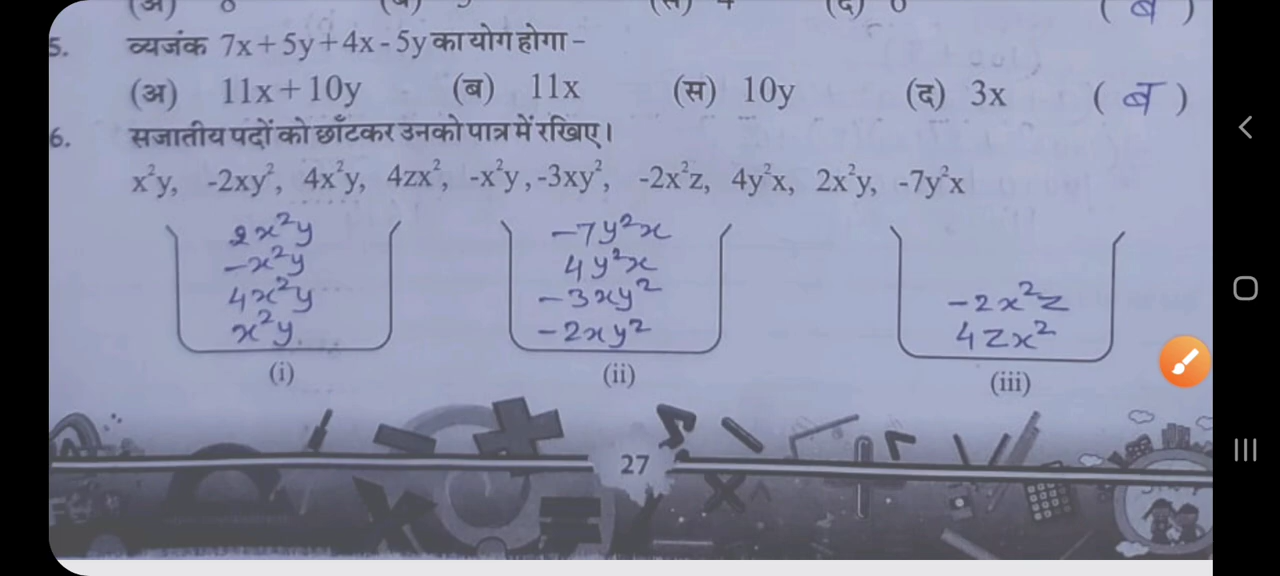 (अ) (ब) (स) (द) ( ब )
5. व्यजंक 7x+5y+4x-5y का योग होगा -
(अ) 11x+10y (ब) 11x (स) 10y (द) 3x ( ब )
6. सजातीय पदों को छाँटकर उनको पात्र में रखिए।
x²y, -2xy², 4x²y, 4zx², -x²y, -3xy², -2x²z, 4y²x, 2x²y, -7y²x
2x²y -7y²x
-x²y 4y²x
4x²y -3xy² -2x²z
x²y -2xy² 4zx²
(i) (ii) (iii)
27